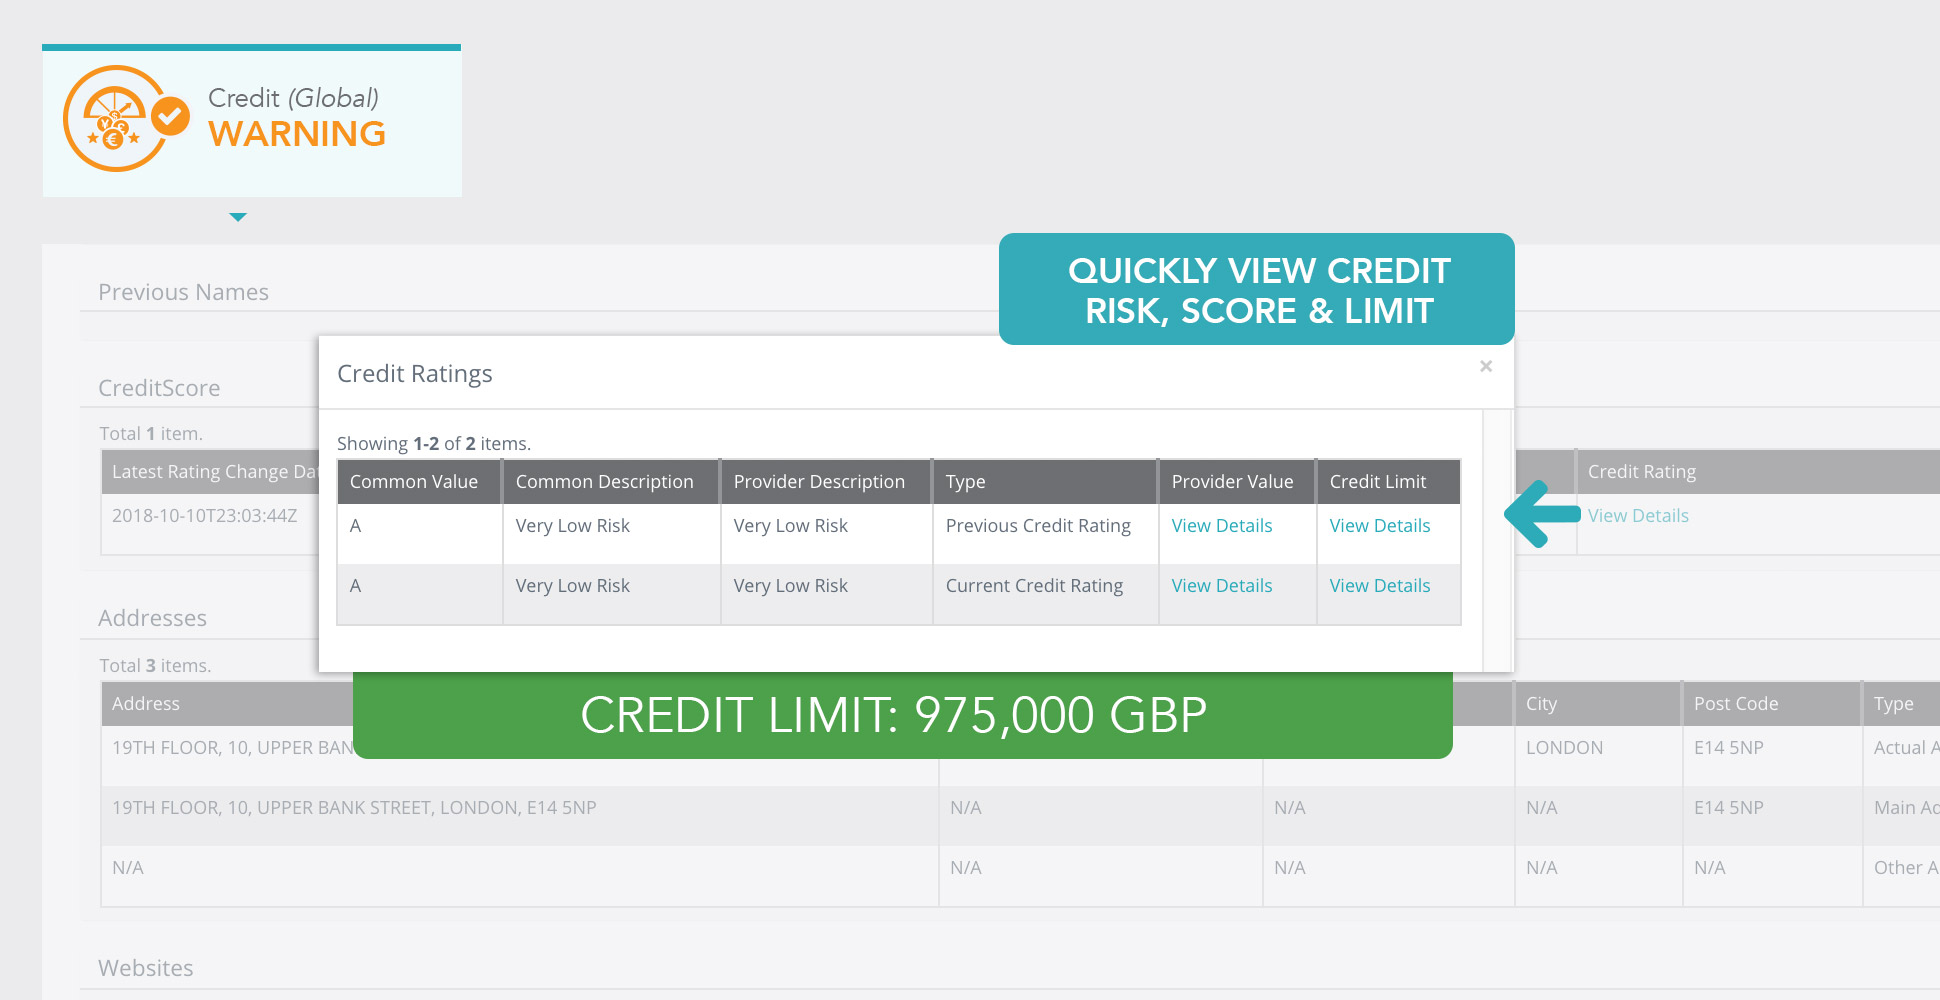 Credit (Global)
WARNING
QUICKLY VIEW CREDIT
RISK, SCORE & LIMIT
Previous Names
Credit Ratings
×
CreditScore
Total 1 item.
Showing 1-2 of 2 items.
Latest Rating Change Dat
Credit Rating
2018-10-10T23:03:44Z
View Details
Common Value Common Description Provider Description Type Provider Value Credit Limit
A Very Low Risk Very Low Risk Previous Credit Rating View Details View Details
A Very Low Risk Very Low Risk Current Credit Rating View Details View Details
Addresses
Total 3 items.
CREDIT LIMIT: 975,000 GBP
Address City Post Code Type
19TH FLOOR, 10, UPPER BAN LONDON E14 5NP Actual A
19TH FLOOR, 10, UPPER BANK STREET, LONDON, E14 5NP N/A N/A N/A E14 5NP Main Ad
N/A N/A N/A N/A N/A Other A
Websites